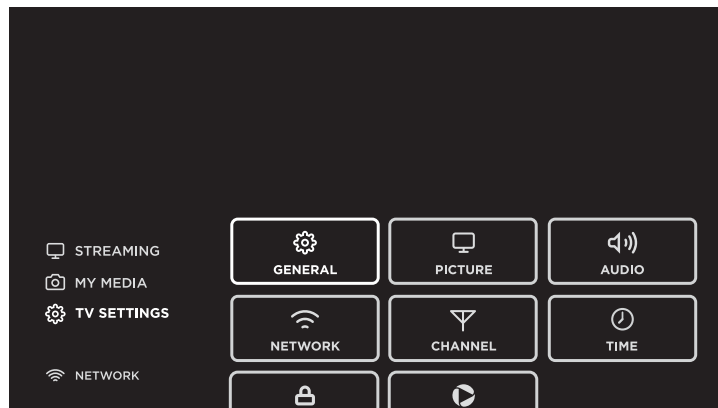 STREAMING
MY MEDIA
TV SETTINGS
NETWORK
GENERAL
PICTURE
AUDIO
NETWORK
CHANNEL
TIME